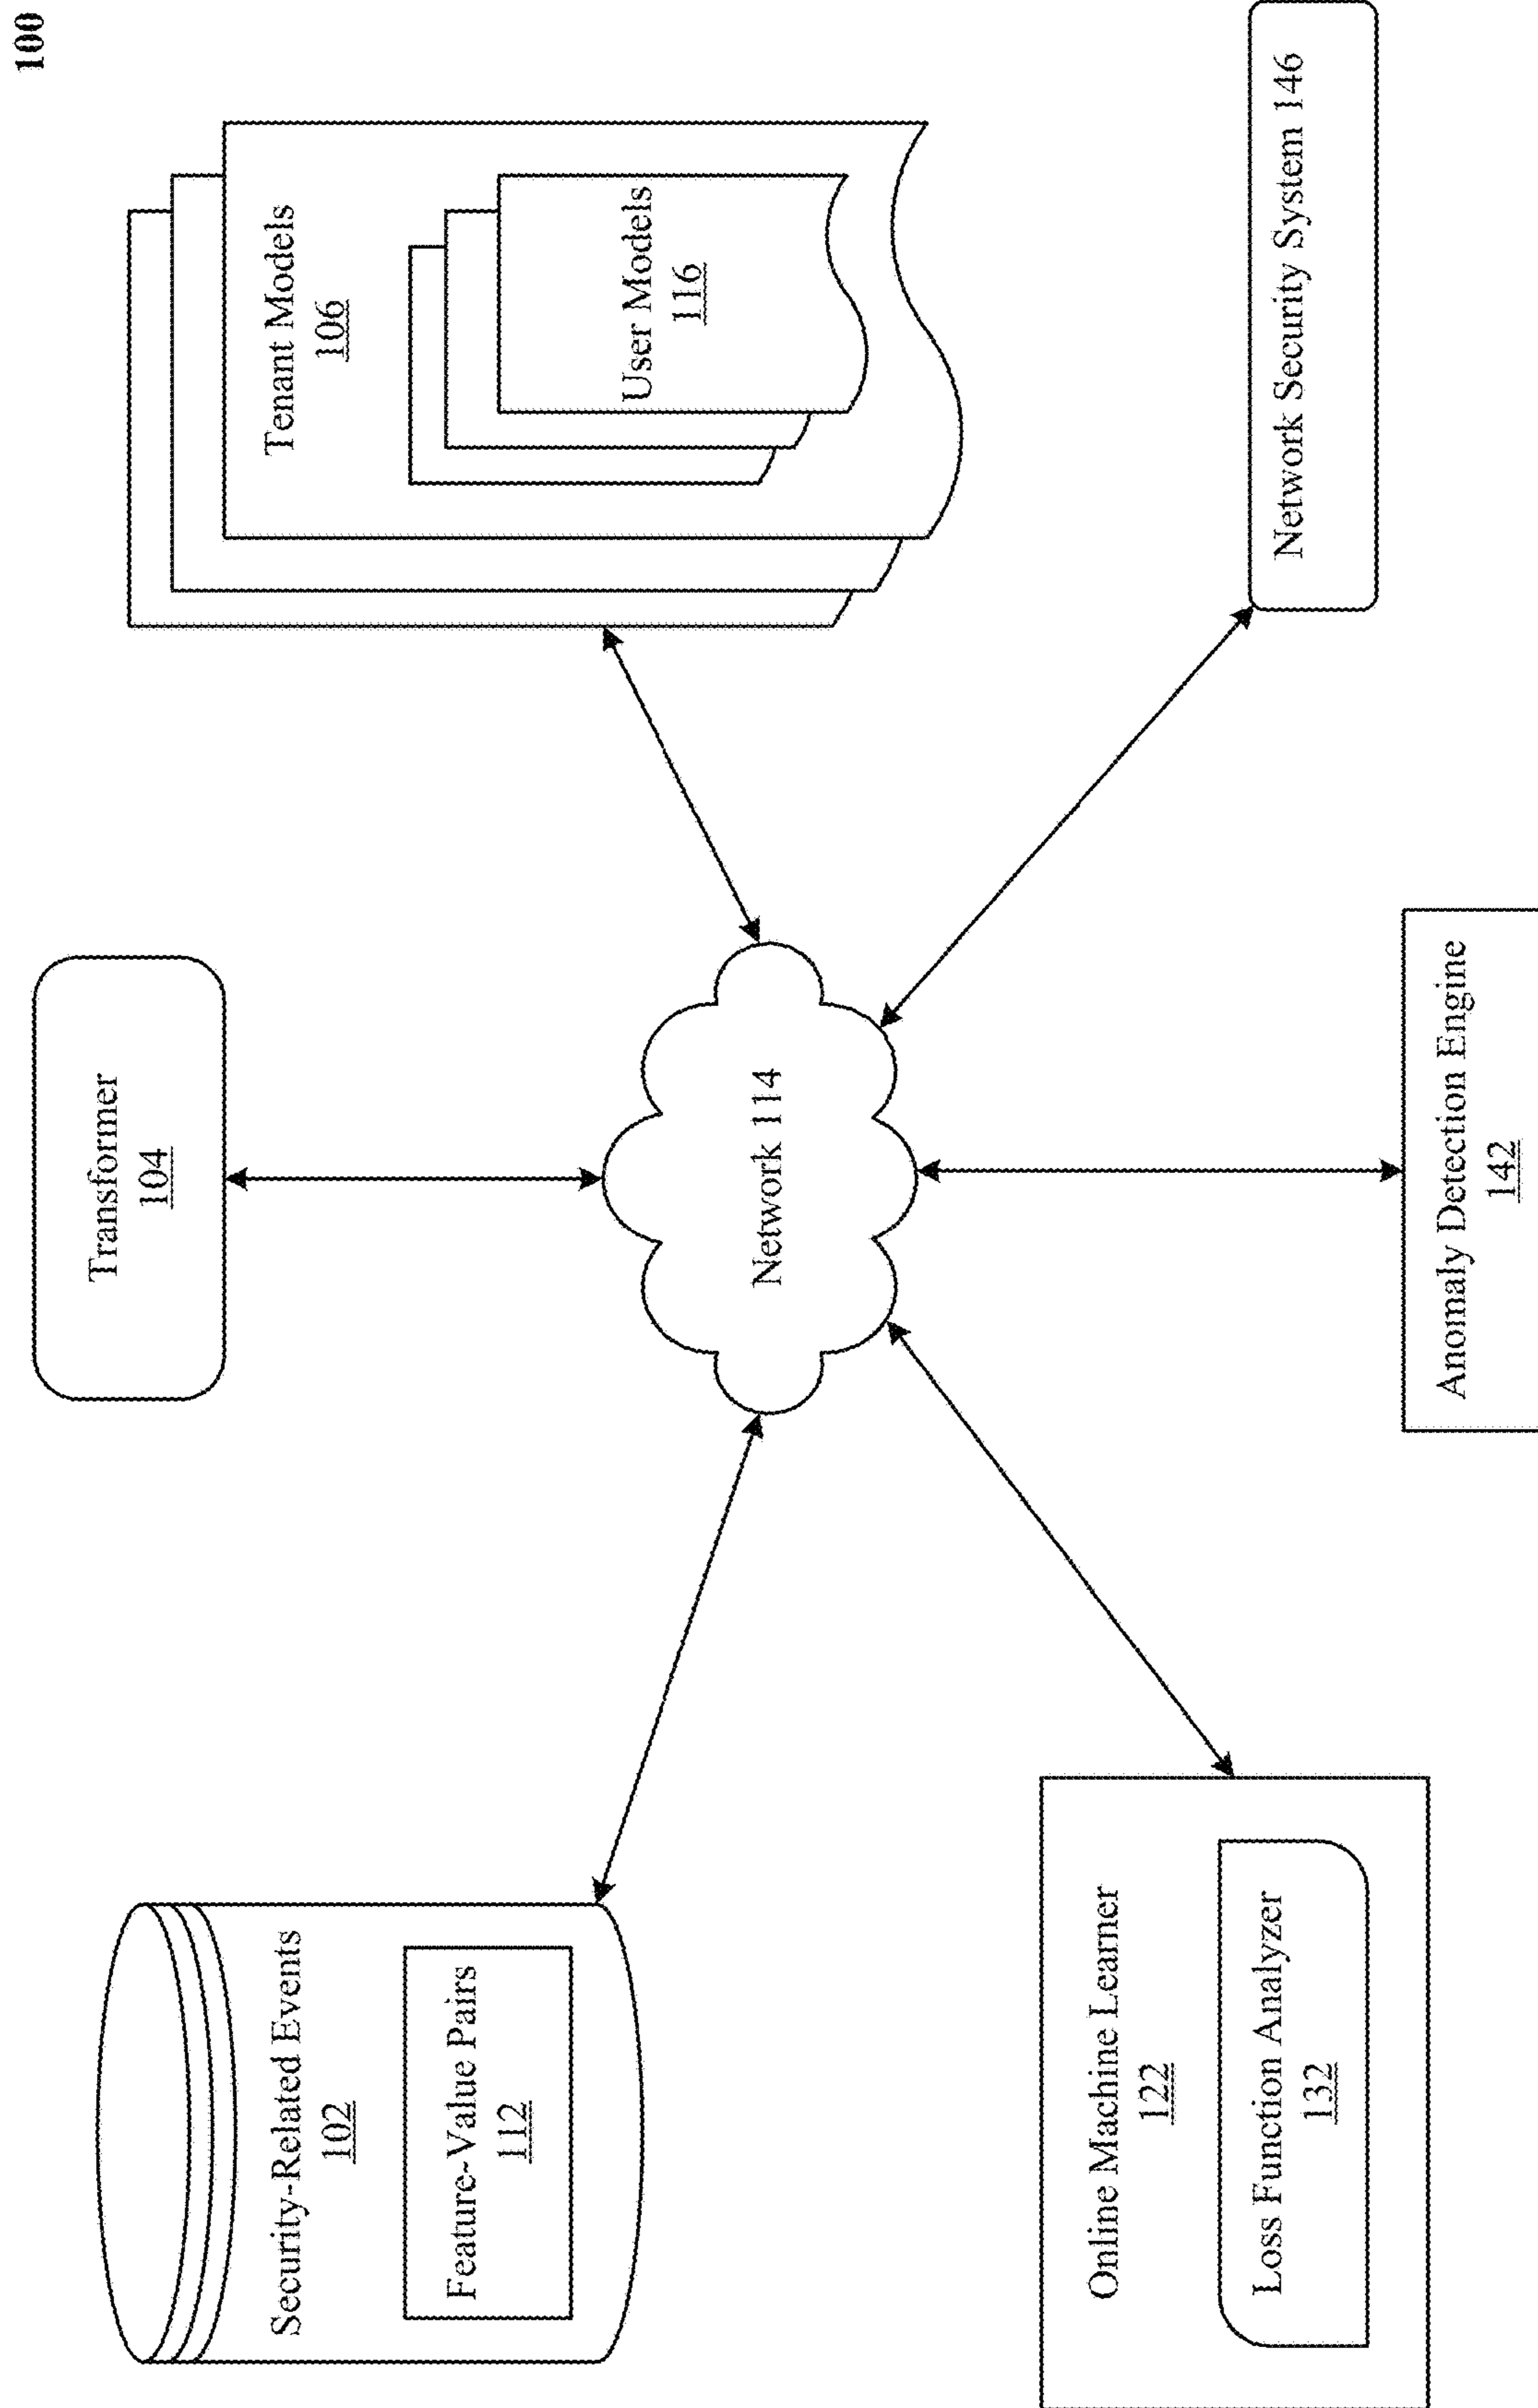 100
Security-Related Events
102
Feature-Value Pairs
112
Transformer
104
Tenant Models
106
User Models
116
Network 114
Online Machine Learner
122
Loss Function Analyzer
132
Anomaly Detection Engine
142
Network Security System 146